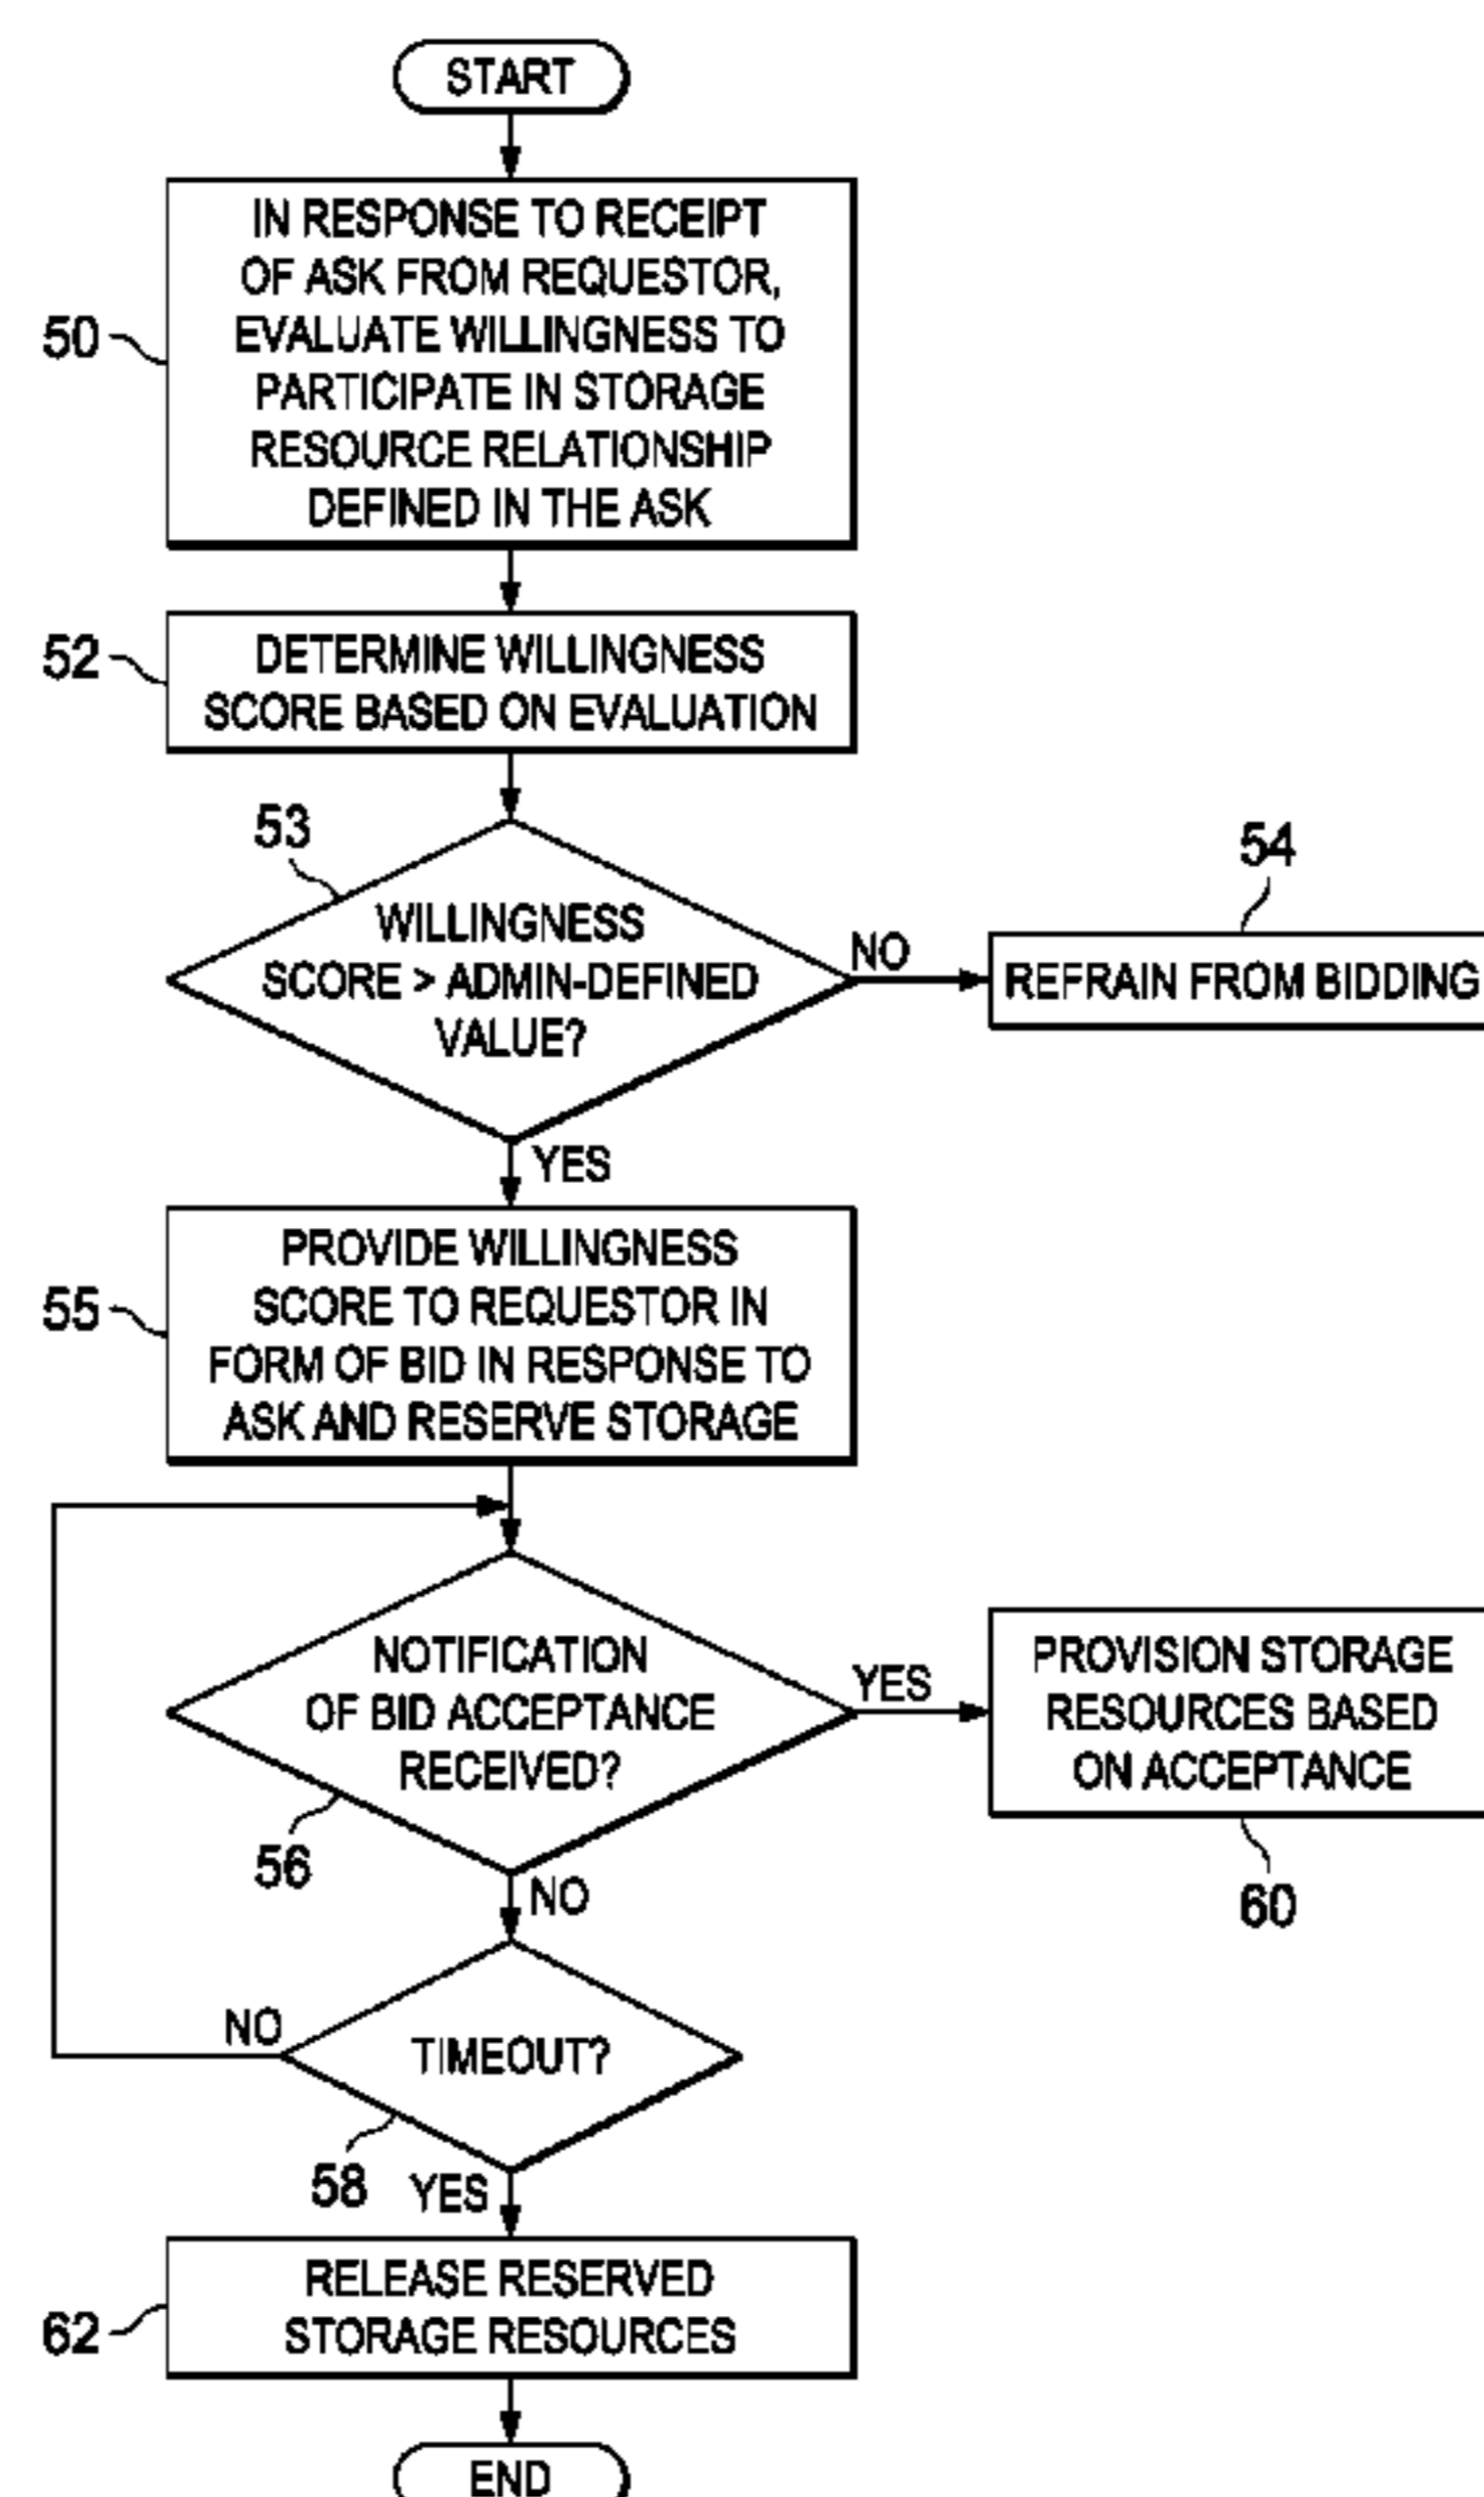 START
IN RESPONSE TO RECEIPT
OF ASK FROM REQUESTOR,
EVALUATE WILLINGNESS TO
PARTICIPATE IN STORAGE
RESOURCE RELATIONSHIP
DEFINED IN THE ASK
50
DETERMINE WILLINGNESS
SCORE BASED ON EVALUATION
52
53
WILLINGNESS
SCORE > ADMIN-DEFINED
VALUE?
NO
54
REFRAIN FROM BIDDING
YES
PROVIDE WILLINGNESS
SCORE TO REQUESTOR IN
FORM OF BID IN RESPONSE TO
ASK AND RESERVE STORAGE
55
NOTIFICATION
OF BID ACCEPTANCE
RECEIVED?
56
YES
PROVISION STORAGE
RESOURCES BASED
ON ACCEPTANCE
60
NO
TIMEOUT?
NO
58
YES
RELEASE RESERVED
STORAGE RESOURCES
62
END